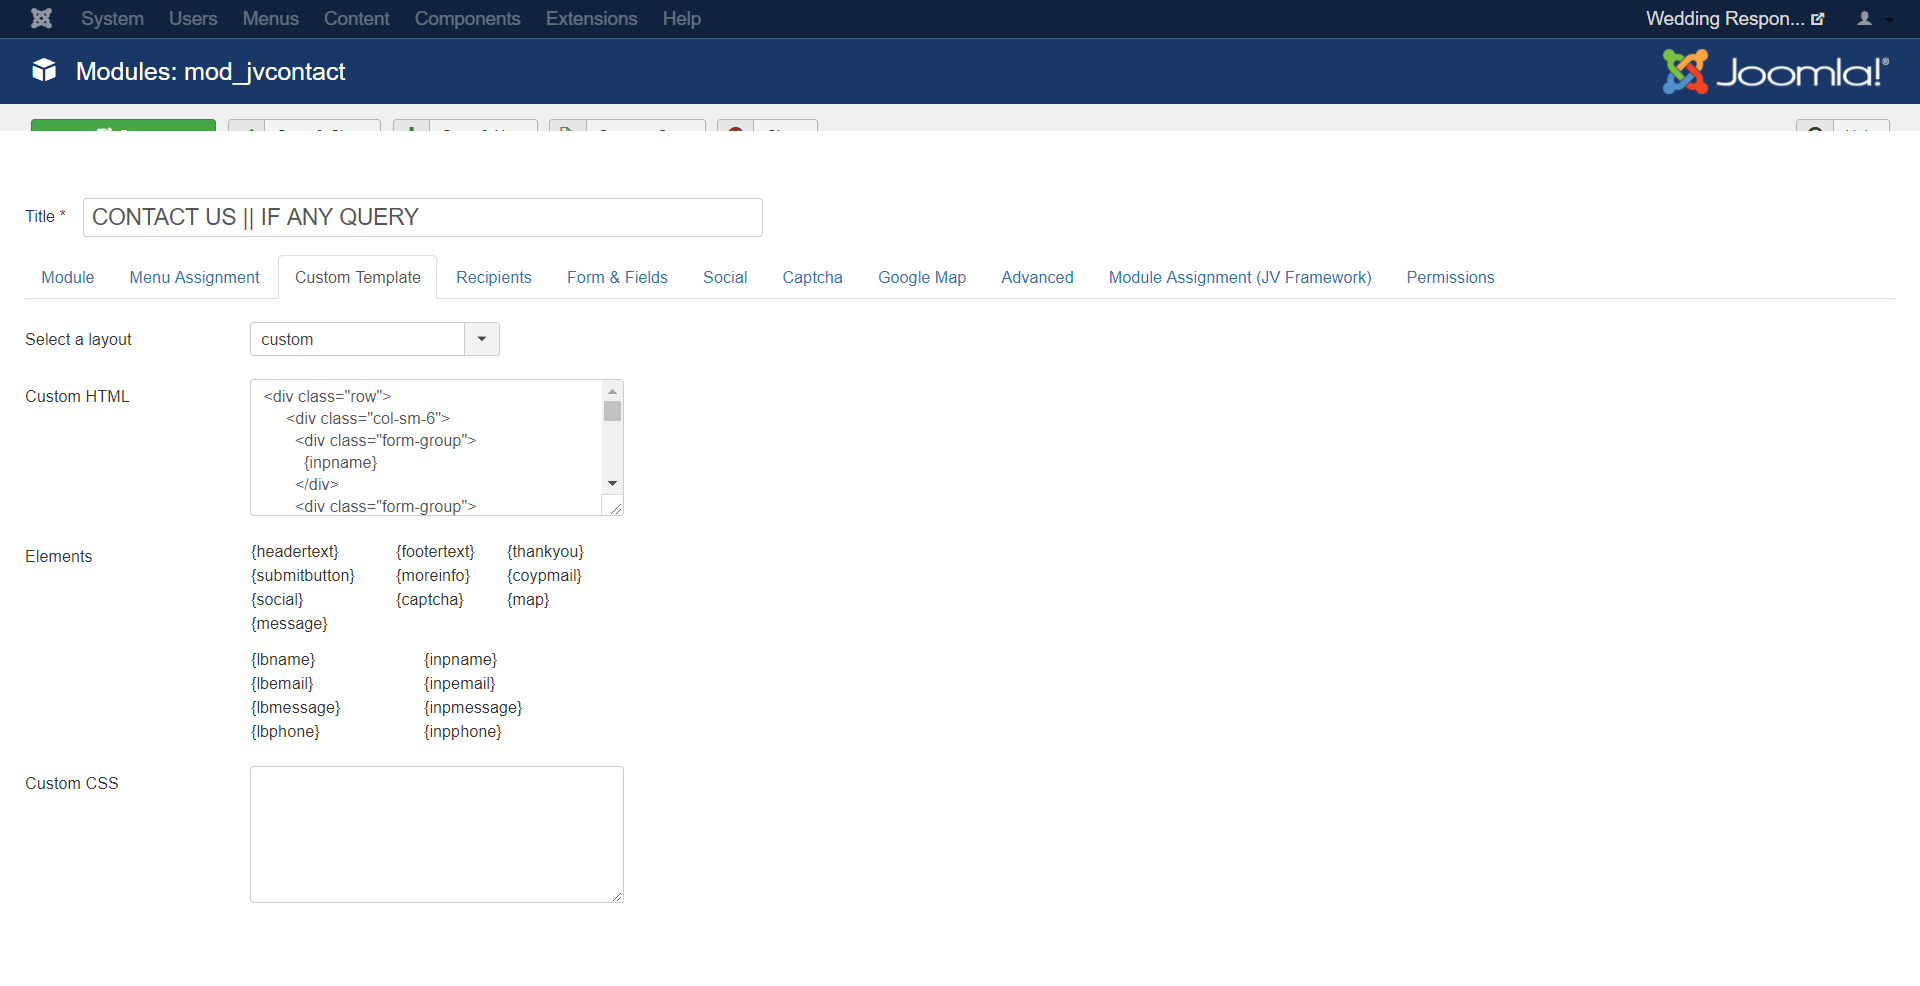 System Users Menus Content Components Extensions Help Wedding Respon...
Modules: mod_jvcontact Joomla!®
Title * CONTACT US || IF ANY QUERY
Module Menu Assignment Custom Template Recipients Form & Fields Social Captcha Google Map Advanced Module Assignment (JV Framework) Permissions
Select a layout custom
Custom HTML <div class="row">
<div class="col-sm-6">
<div class="form-group">
{inpname}
</div>
<div class="form-group">
Elements {headertext} {footertext} {thankyou}
{submitbutton} {moreinfo} {coypmail}
{social} {captcha} {map}
{message}
{lbname} {inpname}
{lbemail} {inpemail}
{lbmessage} {inpmessage}
{lbphone} {inpphone}
Custom CSS